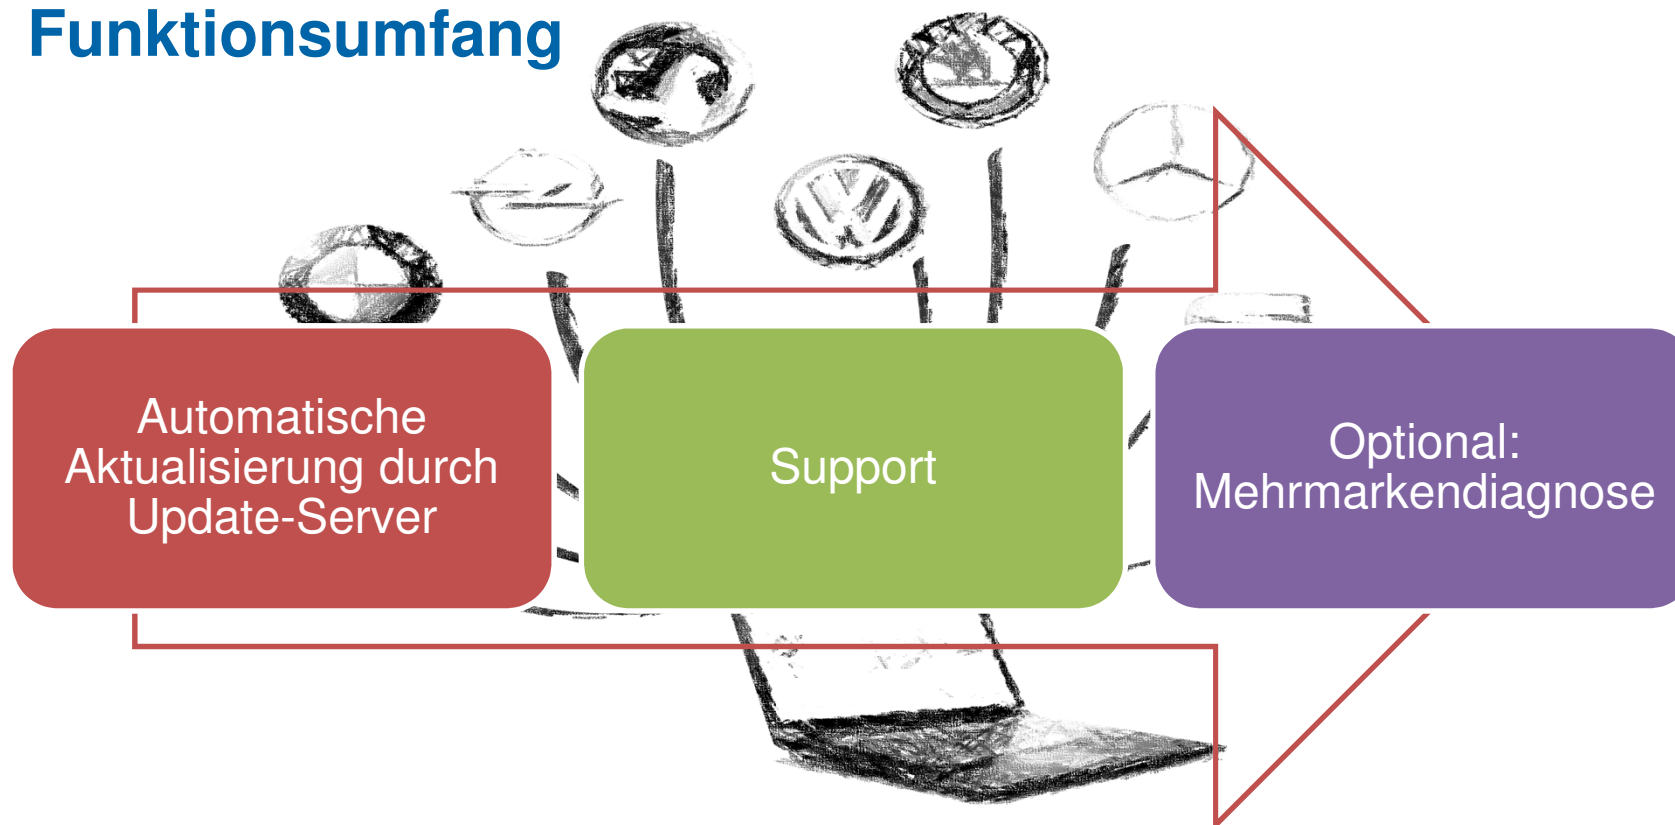 Funktionsumfang
Automatische
Aktualisierung durch
Update-Server
Support
Optional:
Mehrmarkendiagnose